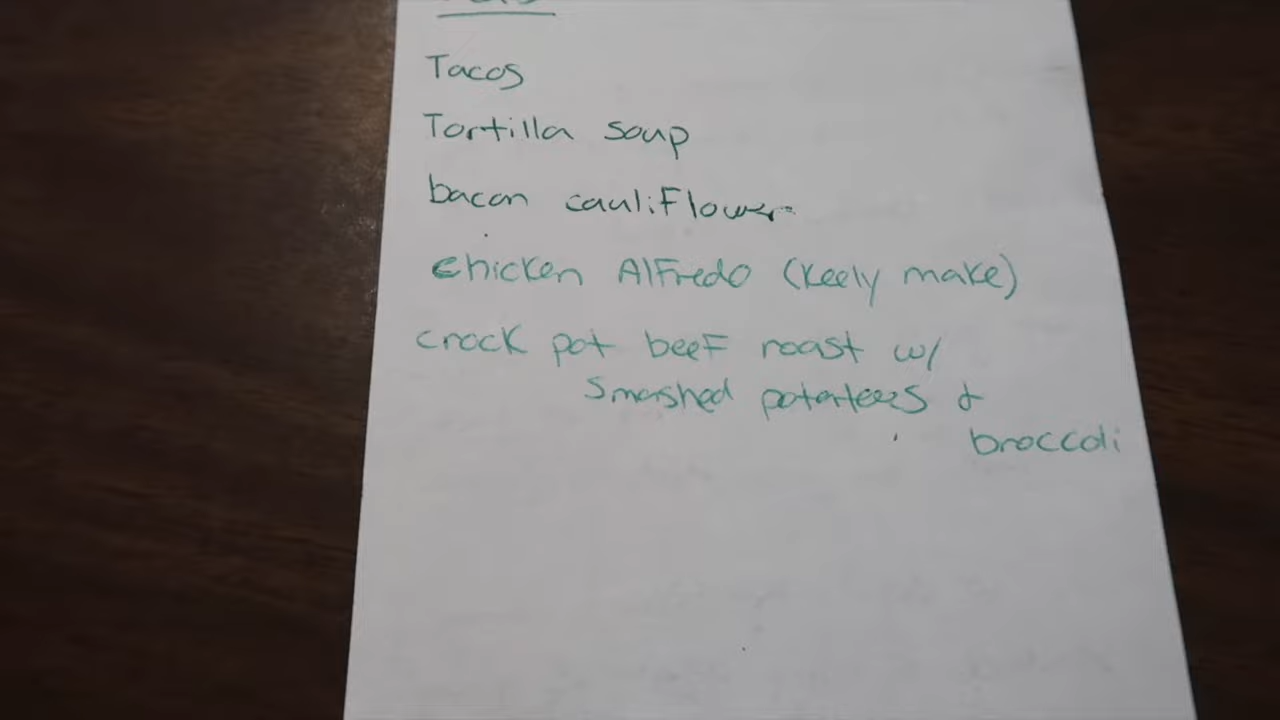 Tacos
Tortilla soup
bacon cauliflower
chicken Alfredo (Keely make)
crock pot beef roast w/
smashed potatoes &
broccoli